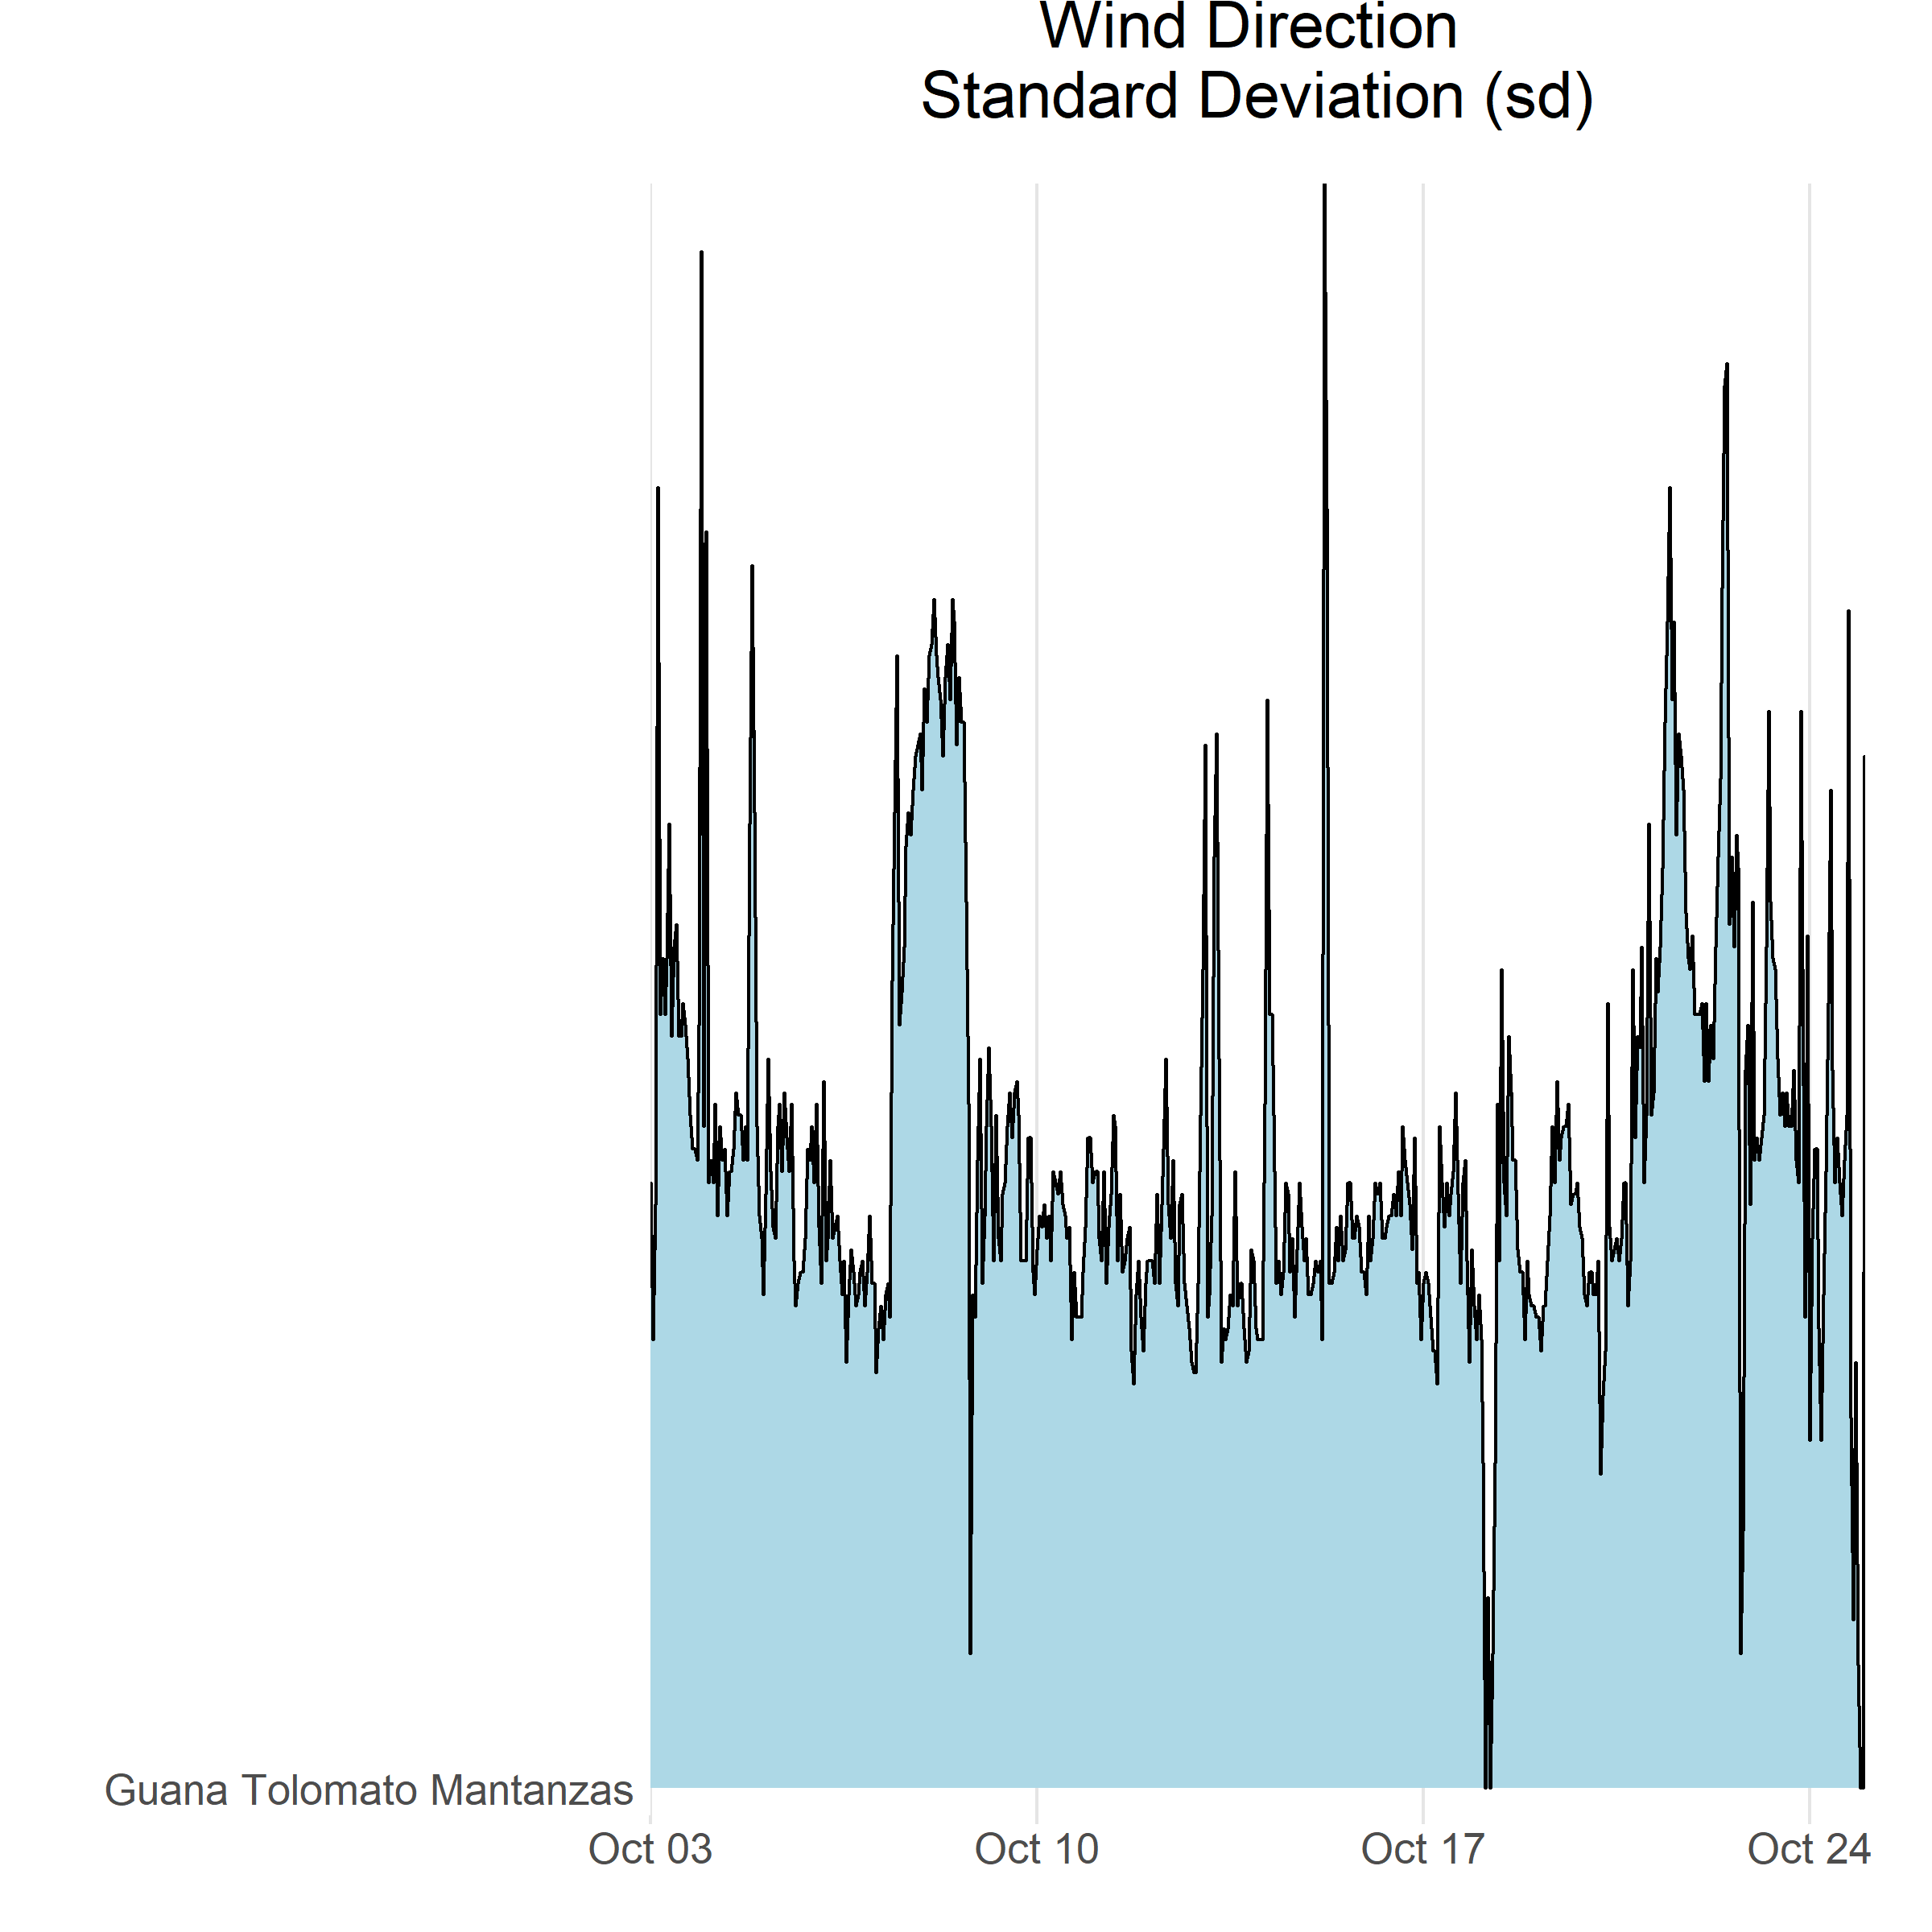 Wind Direction
Standard Deviation (sd)
Guana Tolomato Mantanzas
Oct 03
Oct 10
Oct 17
Oct 24